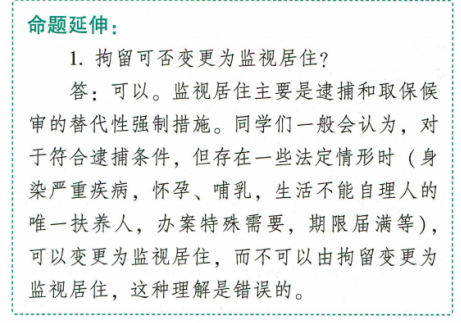 命题延伸：
1. 拘留可否变更为监视居住？
答：可以。监视居住主要是逮捕和取保候
审的替代性强制措施。同学们一般会认为，对
于符合逮捕条件，但存在一些法定情形时（身
染严重疾病，怀孕、哺乳，生活不能自理人的
唯一扶养人，办案特殊需要，期限届满等），
可以变更为监视居住，而不可以由拘留变更为
监视居住，这种理解是错误的。